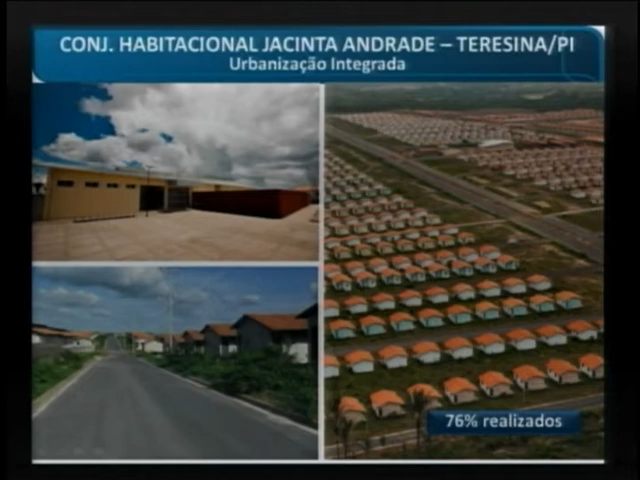 CONJ. HABITACIONAL JACINTA ANDRADE – TERESINA/PI
Urbanização Integrada
76% realizados